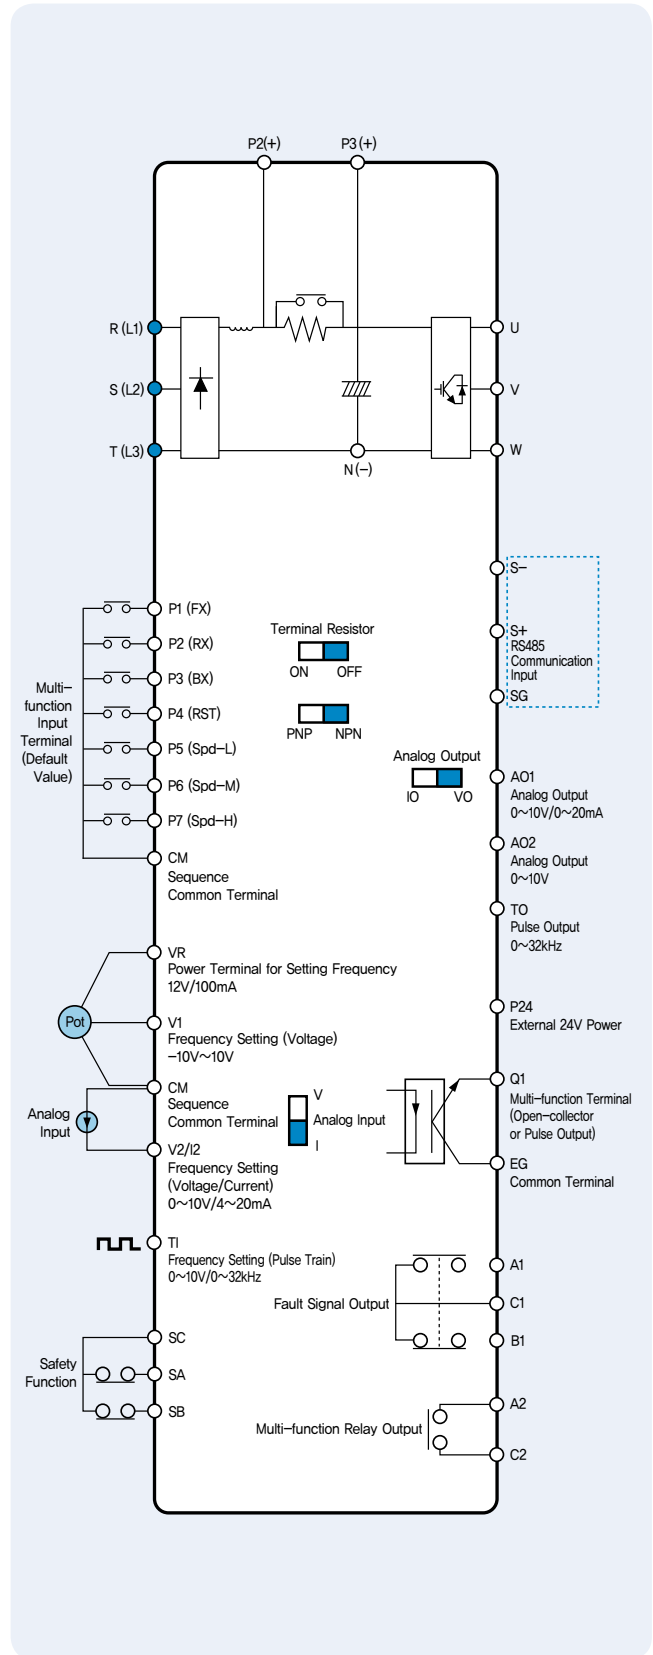 P2(+)
P3(+)
R (L1)
U
S (L2)
V
T (L3)
W
N(−)
S−
S+
RS485
Communication
Input
SG
P1 (FX)
P2 (RX)
P3 (BX)
P4 (RST)
P5 (Spd−L)
P6 (Spd−M)
P7 (Spd−H)
CM
Sequence
Common Terminal
Multi−
function
Input
Terminal
(Default
Value)
Terminal Resistor
ON OFF
PNP NPN
Analog Output
IO VO
AO1
Analog Output
0~10V/0~20mA
AO2
Analog Output
0~10V
TO
Pulse Output
0~32kHz
VR
Power Terminal for Setting Frequency
12V/100mA
Pot
V1
Frequency Setting (Voltage)
−10V~10V
CM
Sequence
Common Terminal
Analog
Input
V2/I2
Frequency Setting
(Voltage/Current)
0~10V/4~20mA
V
Analog Input
I
P24
External 24V Power
Q1
Multi−function Terminal
(Open−collector
or Pulse Output)
EG
Common Terminal
TI
Frequency Setting (Pulse Train)
0~10V/0~32kHz
Fault Signal Output
A1
C1
B1
SC
Safety
Function
SA
SB
Multi−function Relay Output
A2
C2